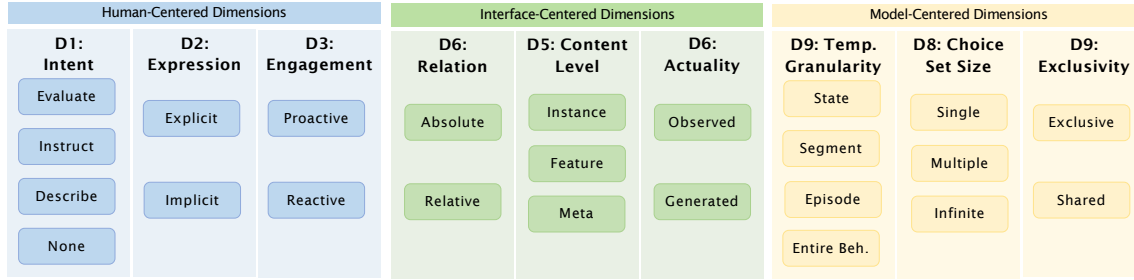 Human-Centered Dimensions
D1:
Intent
Evaluate
Instruct
Describe
None
D2:
Expression
Explicit
Implicit
D3:
Engagement
Proactive
Reactive
Interface-Centered Dimensions
D6:
Relation
Absolute
Relative
D5: Content
Level
Instance
Feature
Meta
D6:
Actuality
Observed
Generated
Model-Centered Dimensions
D9: Temp.
Granularity
State
Segment
Episode
Entire Beh.
D8: Choice
Set Size
Single
Multiple
Infinite
D9:
Exclusivity
Exclusive
Shared